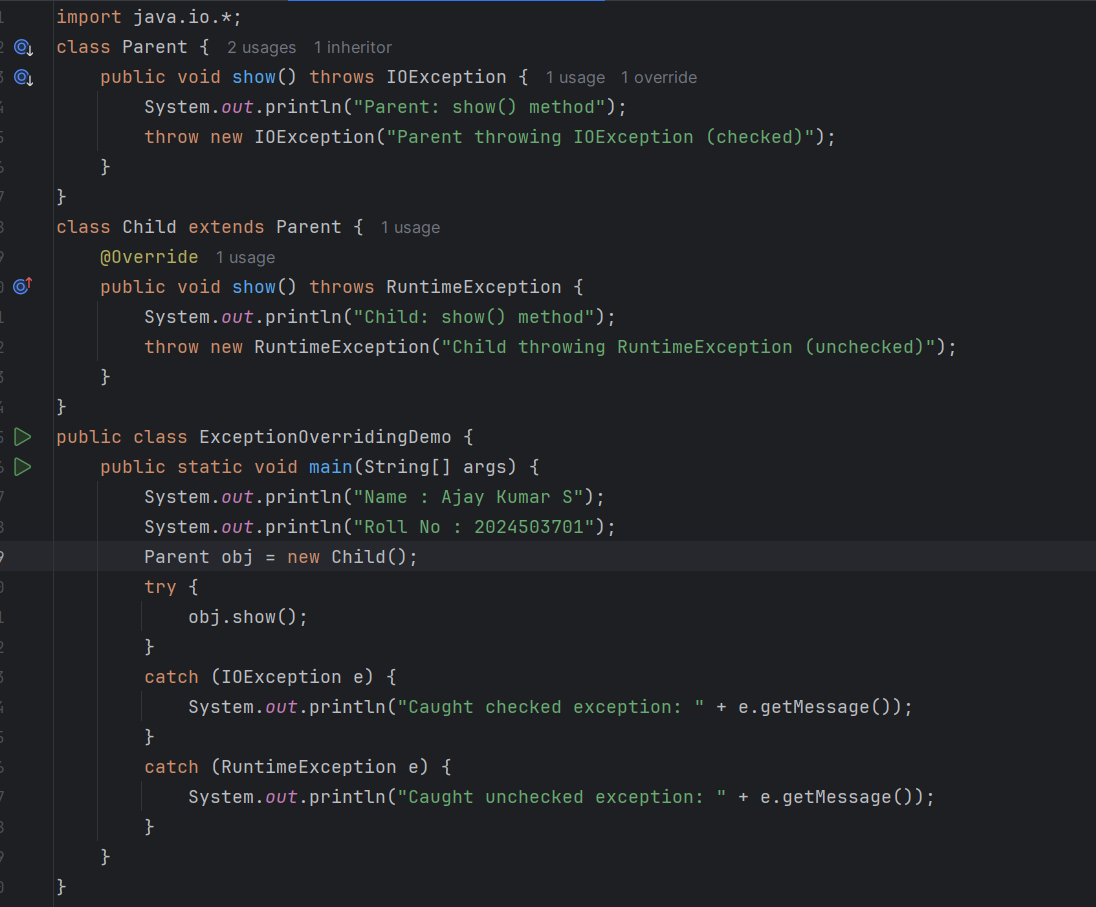 import java.io.*;
class Parent { 2 usages 1 inheritor
public void show() throws IOException { 1 usage 1 override
System.out.println("Parent: show() method");
throw new IOException("Parent throwing IOException (checked)");
}
}
class Child extends Parent { 1 usage
@Override 1 usage
public void show() throws RuntimeException {
System.out.println("Child: show() method");
throw new RuntimeException("Child throwing RuntimeException (unchecked)");
}
}
public class ExceptionOverridingDemo {
public static void main(String[] args) {
System.out.println("Name : Ajay Kumar S");
System.out.println("Roll No : 2024503701");
Parent obj = new Child();
try {
obj.show();
}
catch (IOException e) {
System.out.println("Caught checked exception: " + e.getMessage());
}
catch (RuntimeException e) {
System.out.println("Caught unchecked exception: " + e.getMessage());
}
}
}